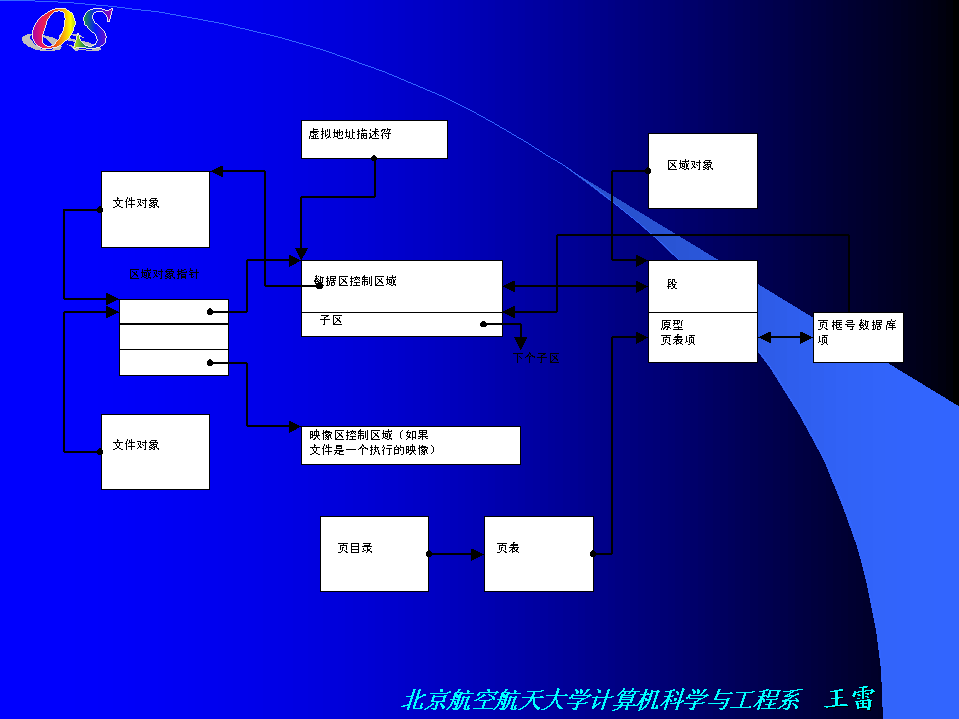 OS
虚拟地址描述符
区域对象
文件对象
区域对象指针
数据区控制区域
段
子区
原型
页表项
页框号数据库
项
下个子区
文件对象
映像区控制区域（如果
文件是一个执行的映像）
页目录
页表
北京航空航天大学计算机科学与工程系 王雷